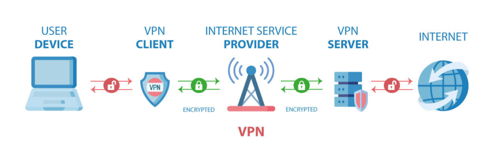 USER
DEVICE
VPN
CLIENT
INTERNET SERVICE
PROVIDER
VPN
SERVER
INTERNET
VPN
ENCRYPTED
ENCRYPTED
VPN